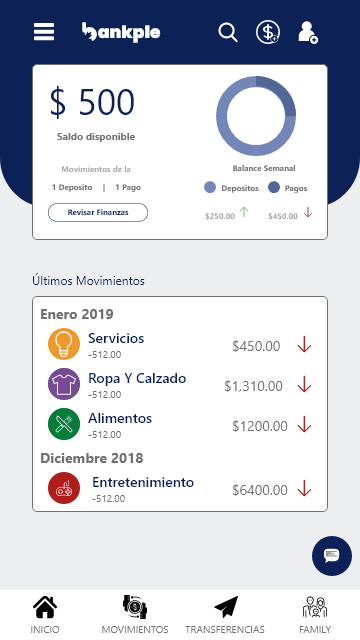 bankple
$ 500
Saldo disponible
Movimientos de la
1 Deposito | 1 Pago
Revisar Finanzas
Balance Semanal
Depositos Pagos
$250.00 $450.00
Últimos Movimientos
Enero 2019
Servicios
-512.00
$450.00
Ropa Y Calzado
-512.00
$1,310.00
Alimentos
-512.00
$1200.00
Diciembre 2018
Entretenimiento
-512.00
$6400.00
INICIO MOVIMIENTOS TRANSFERENCIAS FAMILY